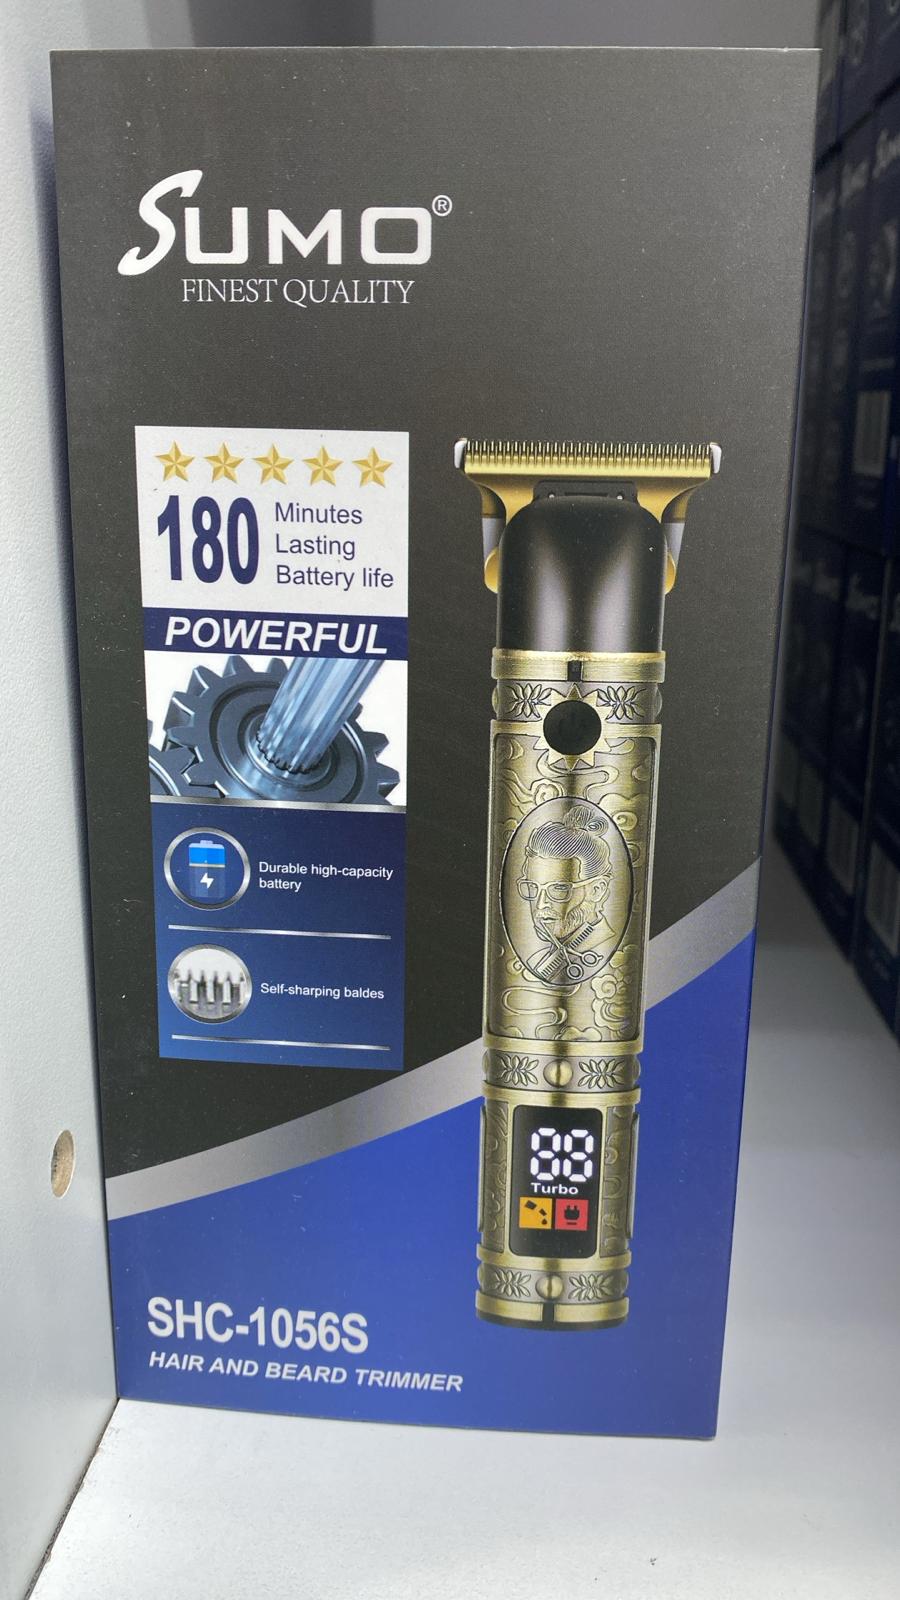 SUMO®
FINEST QUALITY
180
Minutes
Lasting
Battery life
POWERFUL
Durable high-capacity
battery
Self-sharping baldes
88
Turbo
SHC-1056S
HAIR AND BEARD TRIMMER